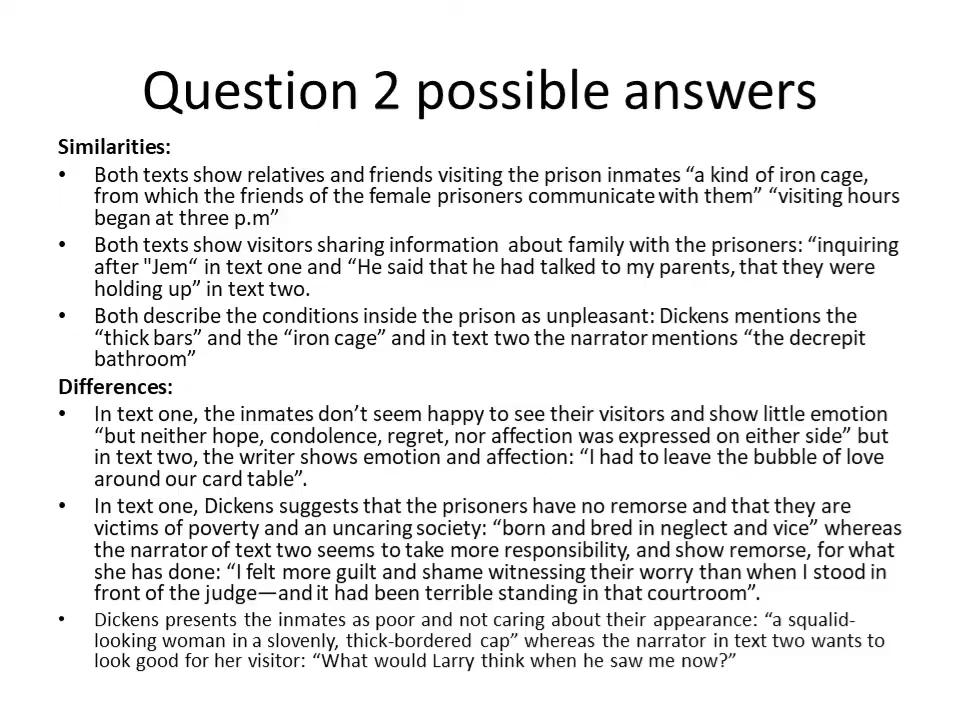 Question 2 possible answers
Similarities:
• Both texts show relatives and friends visiting the prison inmates “a kind of iron cage,
from which the friends of the female prisoners communicate with them” “visiting hours
began at three p.m”
• Both texts show visitors sharing information about family with the prisoners: “inquiring
after "Jem“ in text one and “He said that he had talked to my parents, that they were
holding up” in text two.
• Both describe the conditions inside the prison as unpleasant: Dickens mentions the
“thick bars” and the “iron cage” and in text two the narrator mentions “the decrepit
bathroom”
Differences:
• In text one, the inmates don’t seem happy to see their visitors and show little emotion
“but neither hope, condolence, regret, nor affection was expressed on either side” but
in text two, the writer shows emotion and affection: “I had to leave the bubble of love
around our card table”.
• In text one, Dickens suggests that the prisoners have no remorse and that they are
victims of poverty and an uncaring society: “born and bred in neglect and vice” whereas
the narrator of text two seems to take more responsibility, and show remorse, for what
she has done: “I felt more guilt and shame witnessing their worry than when I stood in
front of the judge—and it had been terrible standing in that courtroom”.
• Dickens presents the inmates as poor and not caring about their appearance: “a squalid-
looking woman in a slovenly, thick-bordered cap” whereas the narrator in text two wants to
look good for her visitor: “What would Larry think when he saw me now?”